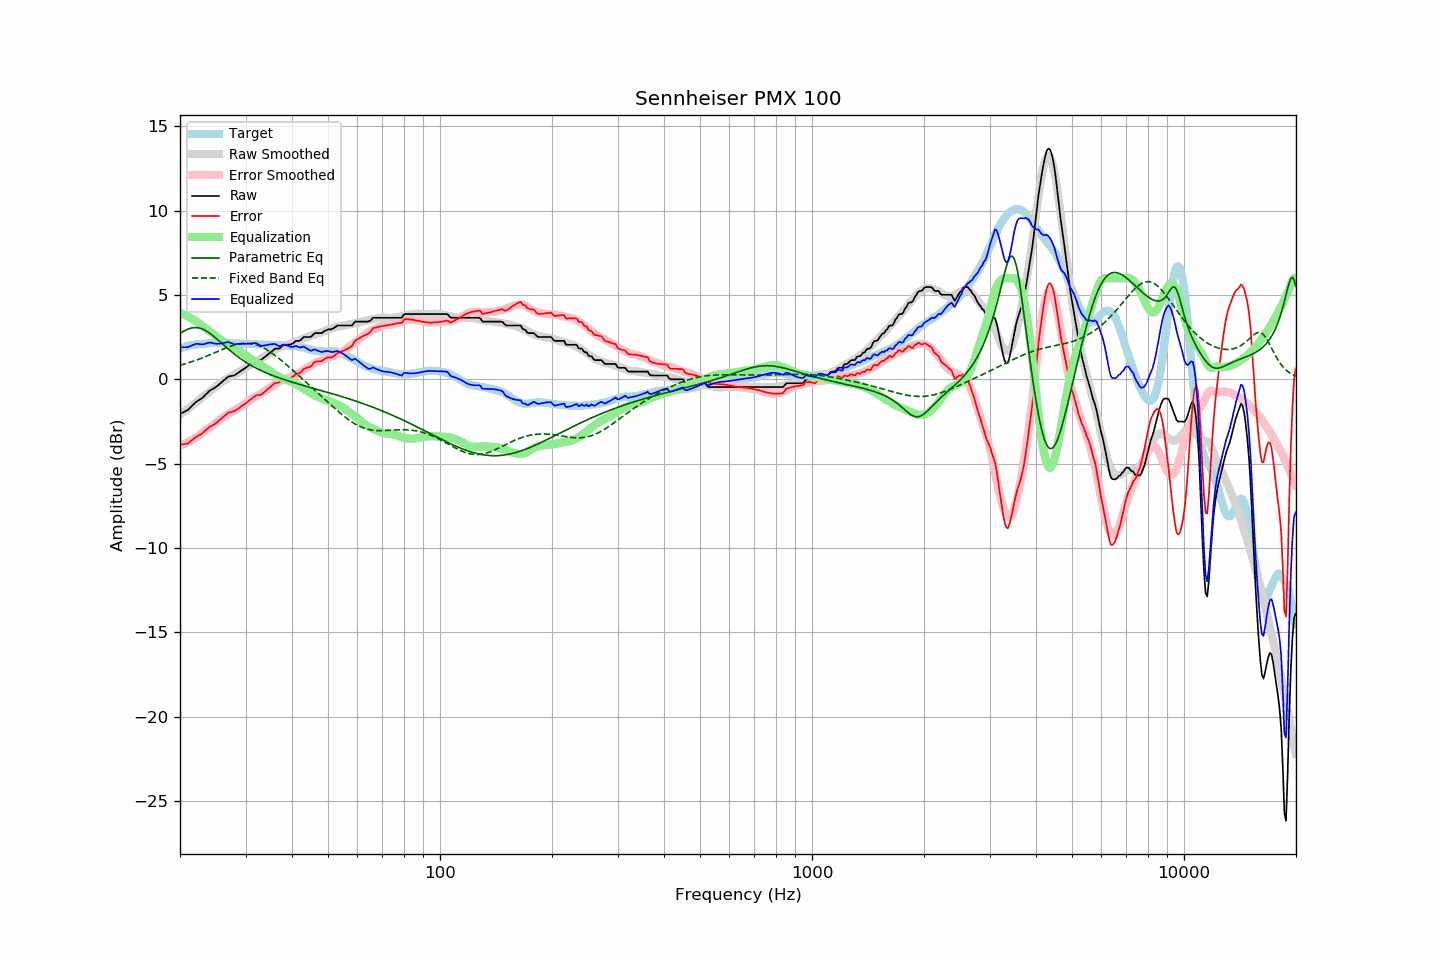 Sennheiser PMX 100
Target
Raw Smoothed
Error Smoothed
Raw
Error
Equalization
Parametric Eq
Fixed Band Eq
Equalized
15
10
5
0
−5
−10
−15
−20
−25
Amplitude (dBr)
100
1000
10000
Frequency (Hz)